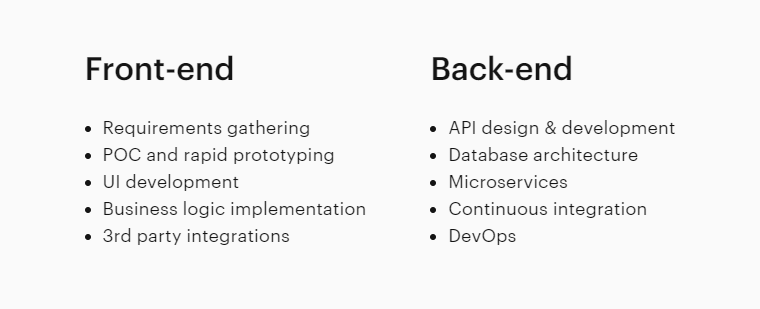 Front-end
Requirements gathering
POC and rapid prototyping
UI development
Business logic implementation
3rd party integrations
Back-end
API design & development
Database architecture
Microservices
Continuous integration
DevOps